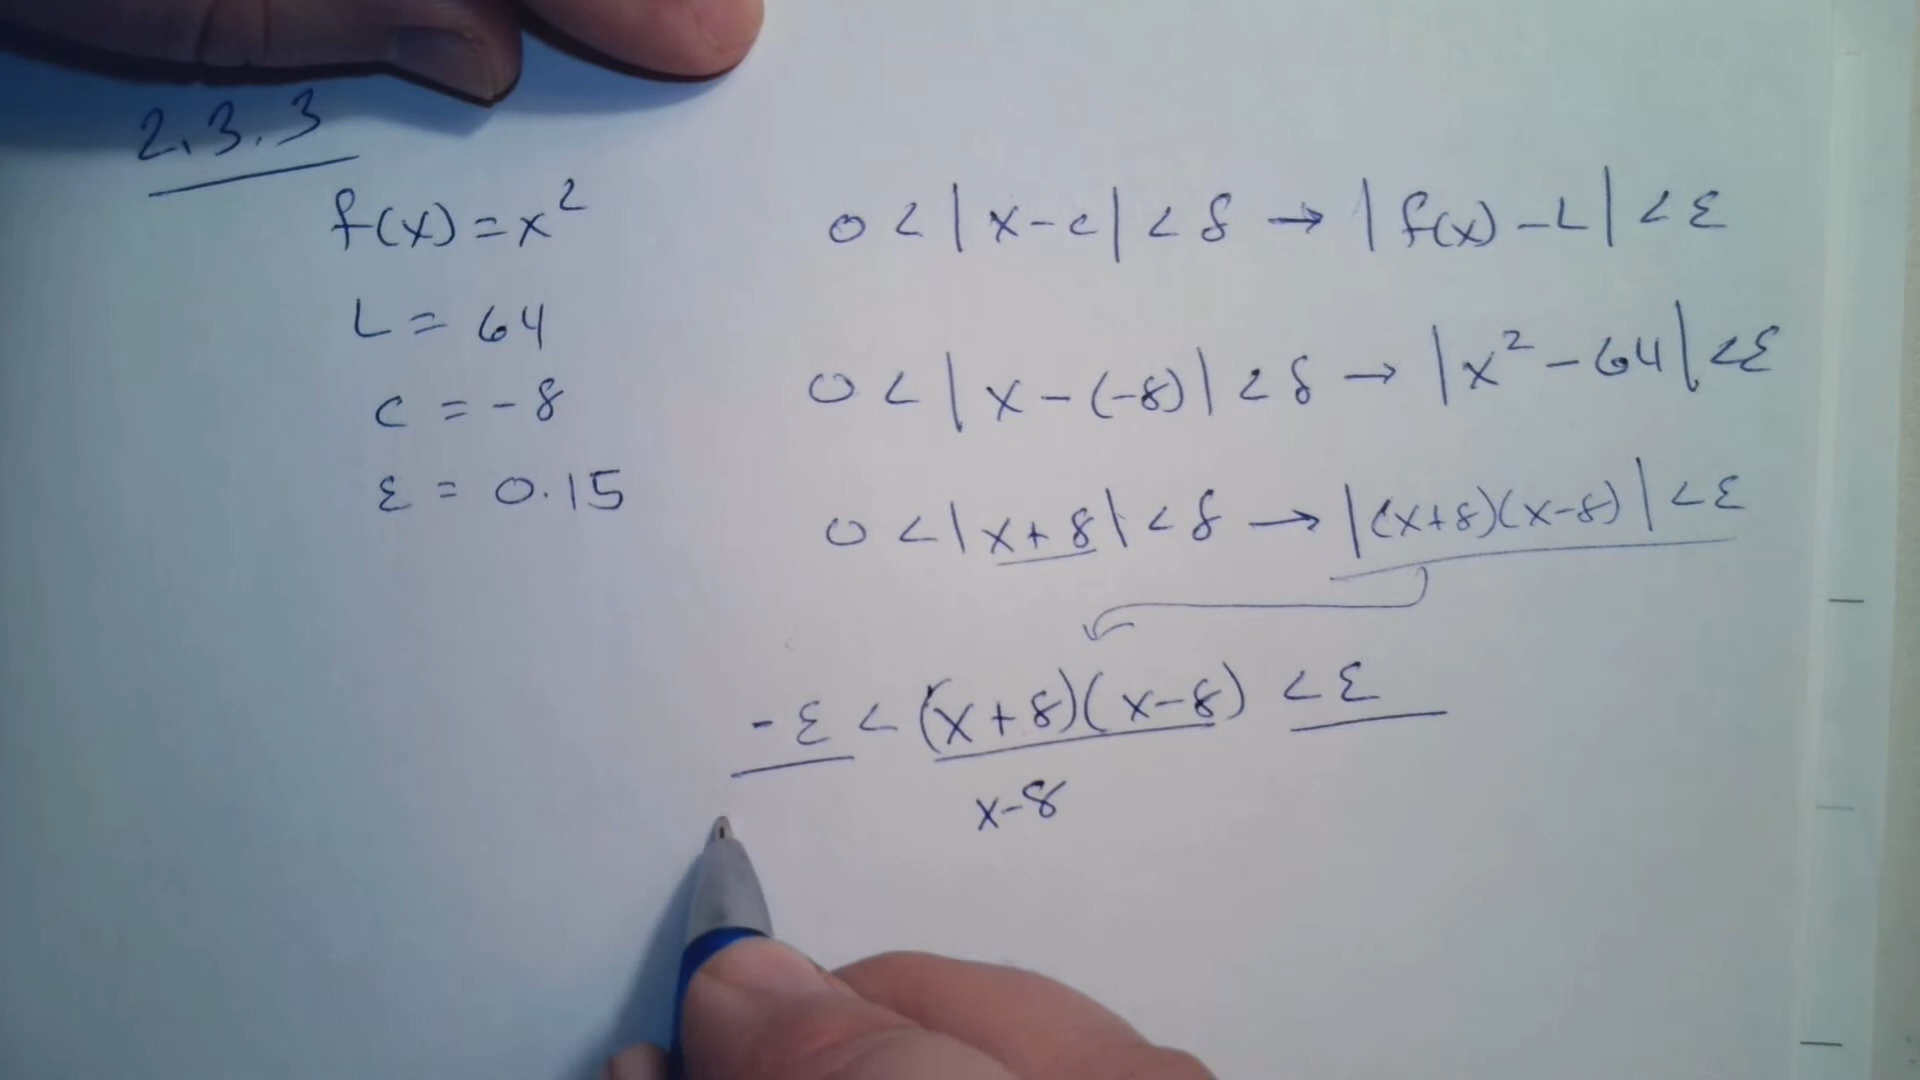 2.3.3
f(x) = x²
L = 64
c = -8
ε = 0.15
0 < |x - c| < δ → |f(x) - L| < ε
0 < |x - (-8)| < δ → |x² - 64| < ε
0 < |x + 8| < δ → |(x+8)(x-8)| < ε
-ε < (x+8)(x-8) < ε
x-8